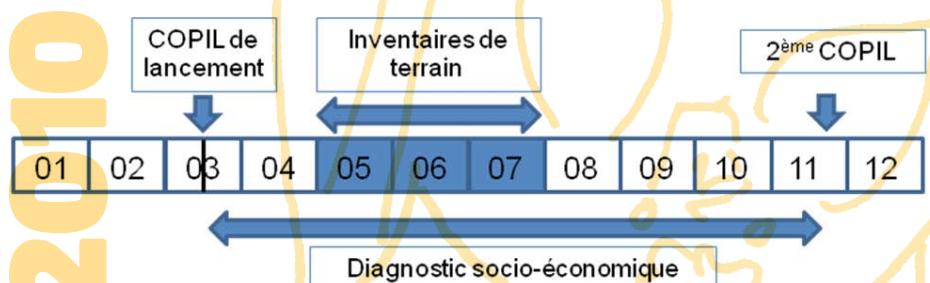 2010
COPIL de
lancement
Inventaires de
terrain
2ème COPIL
01 02 03 04 05 06 07 08 09 10 11 12
Diagnostic socio-économique